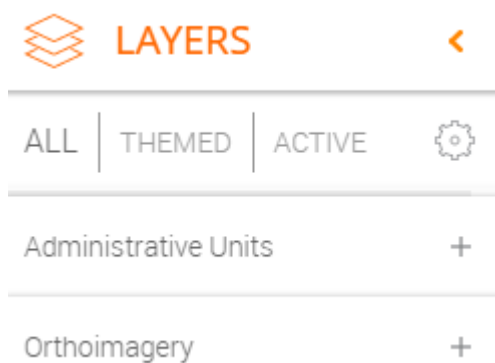 LAYERS
ALL THEMED ACTIVE
Administrative Units
Orthoimagery